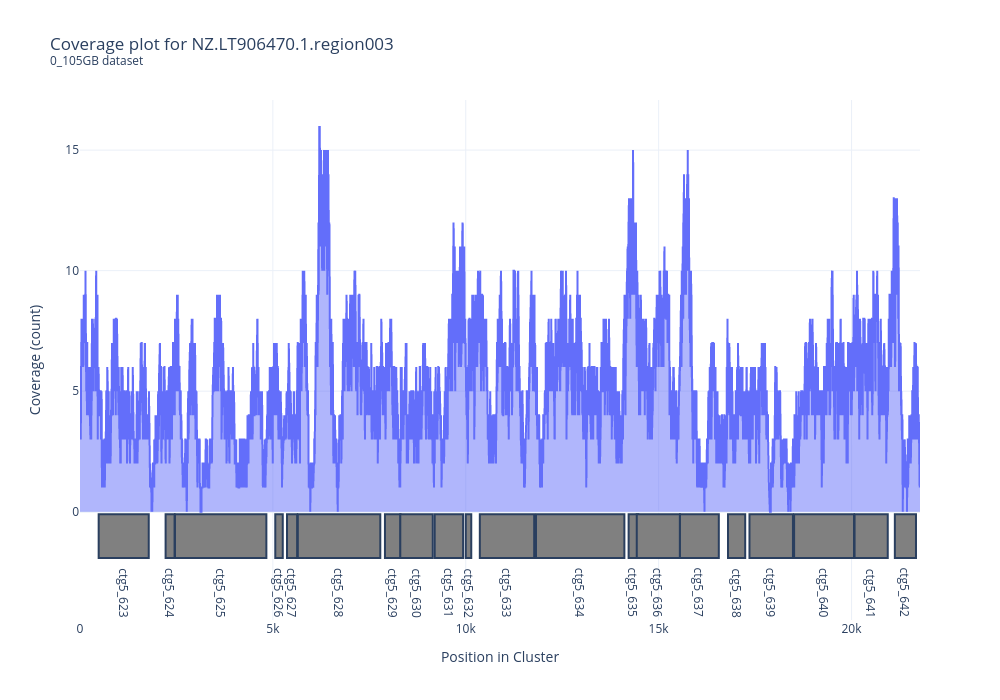 Coverage plot for NZ.LT906470.1.region003
0_105GB dataset
Coverage (count)
15
10
5
0
ctg5_623
ctg5_624
ctg5_625
ctg5_626
ctg5_627
ctg5_628
ctg5_629
ctg5_630
ctg5_631
ctg5_632
ctg5_633
ctg5_634
ctg5_635
ctg5_636
ctg5_637
ctg5_638
ctg5_639
ctg5_640
ctg5_641
ctg5_642
0
5k
10k
15k
20k
Position in Cluster